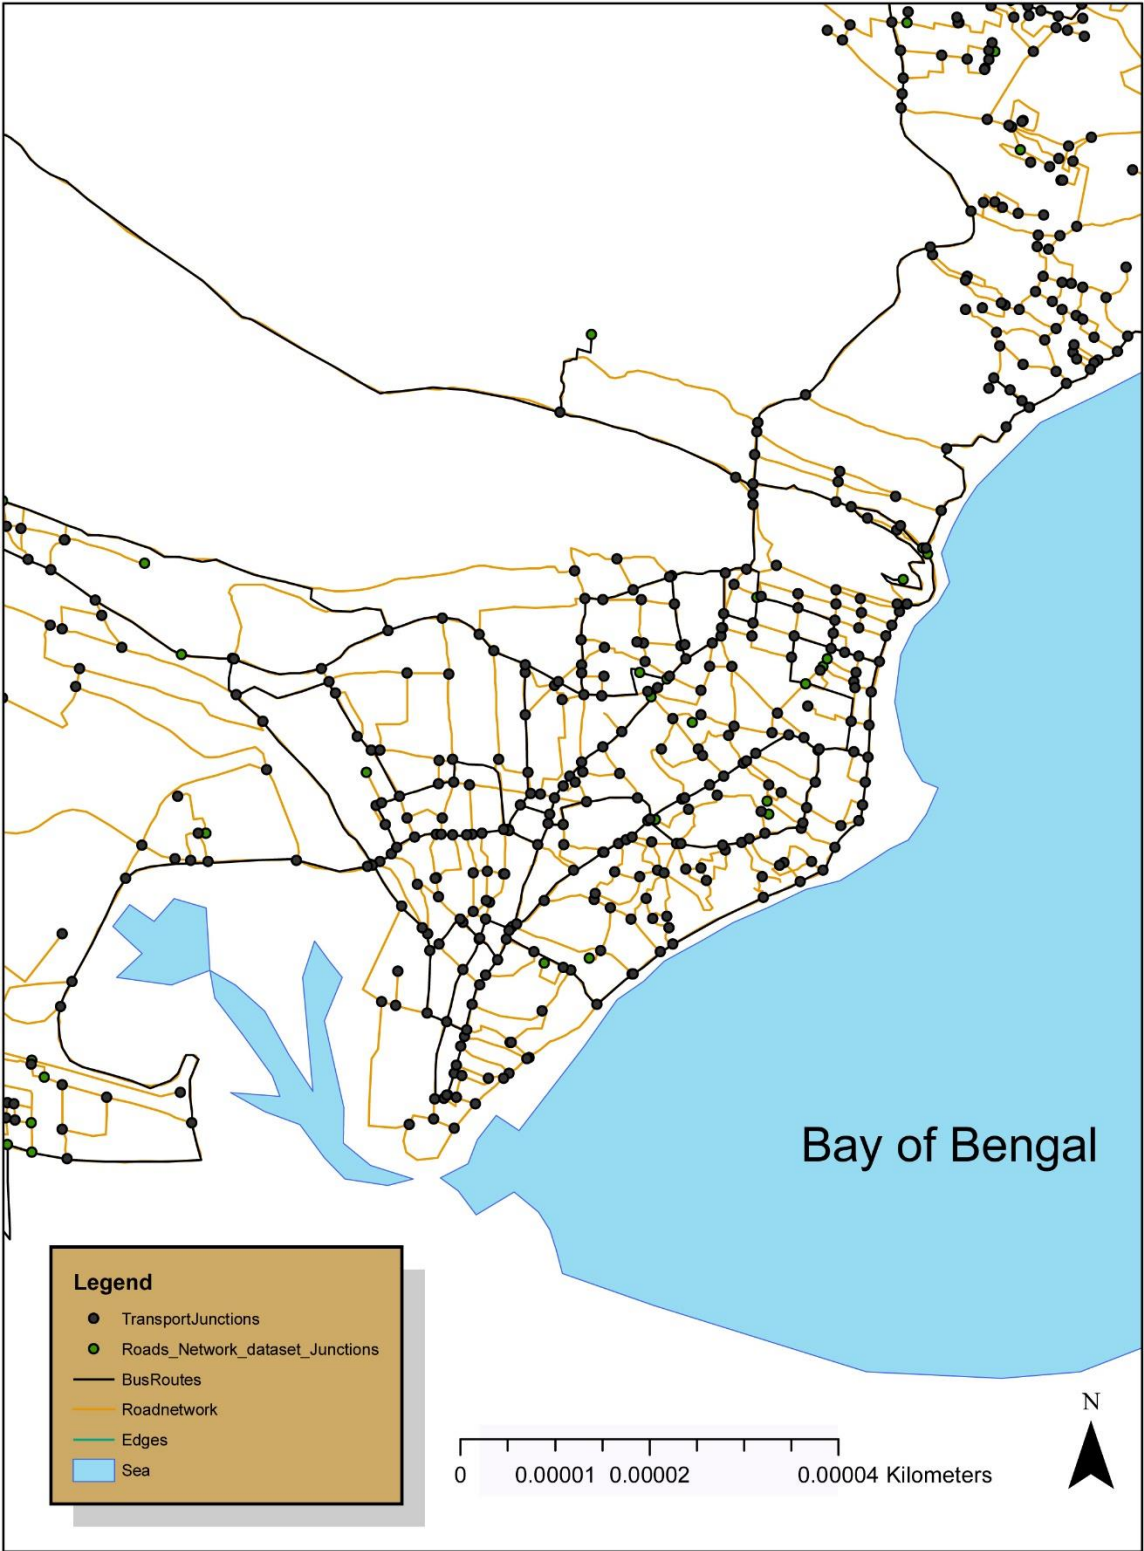 Bay of Bengal
Legend
TransportJunctions
Roads_Network_dataset_Junctions
BusRoutes
Roadnetwork
Edges
Sea
N
0 0.00001 0.00002 0.00004 Kilometers